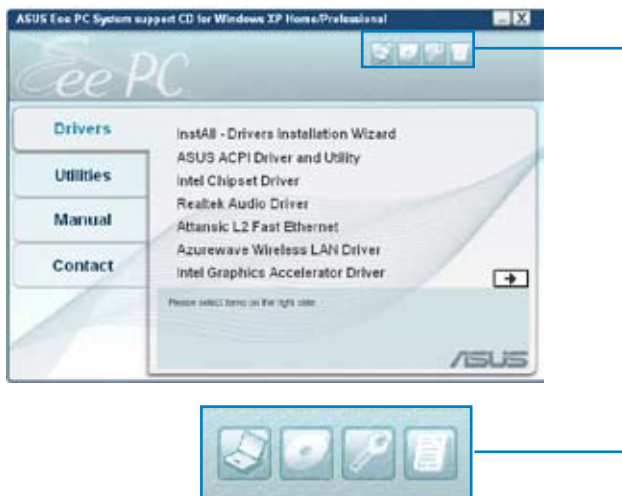 ASUS Eee PC System support CD for Windows XP Home/Professional
Eee PC
Drivers
Utilities
Manual
Contact
InstAll - Drivers Installation Wizard
ASUS ACPI Driver and Utility
Intel Chipset Driver
Realtek Audio Driver
Attansic L2 Fast Ethernet
Azurewave Wireless LAN Driver
Intel Graphics Accelerator Driver
Please select items on the right side.
ASUS